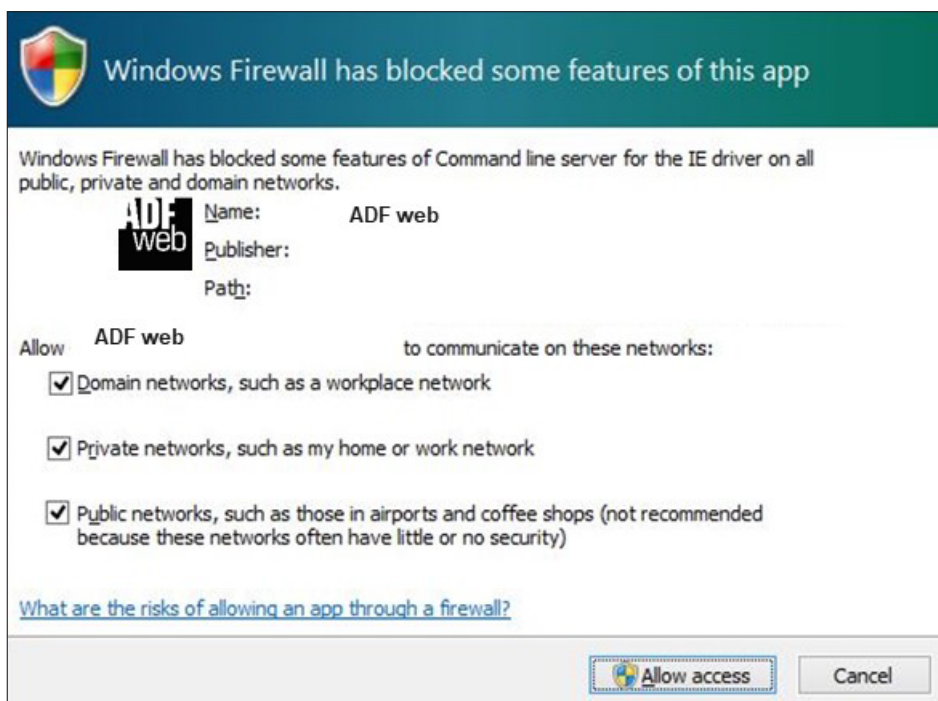 Windows Firewall has blocked some features of this app
Windows Firewall has blocked some features of Command line server for the IE driver on all
public, private and domain networks.
ADF
web
Name: ADF web
Publisher:
Path:
Allow ADF web to communicate on these networks:
Domain networks, such as a workplace network
Private networks, such as my home or work network
Public networks, such as those in airports and coffee shops (not recommended
because these networks often have little or no security)
What are the risks of allowing an app through a firewall?
Allow access Cancel